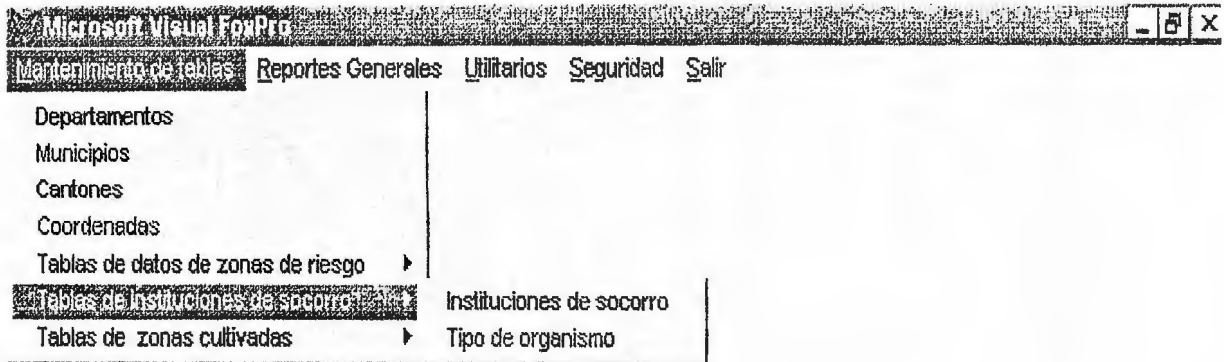 Microsoft Visual FoxPro
Mantenimiento de tablas Reportes Generales Utilitarios Seguridad Salir
Departamentos
Municipios
Cantones
Coordenadas
Tablas de datos de zonas de riesgo
Tablas de Instituciones de socorro Instituciones de socorro
Tablas de zonas cultivadas Tipo de organismo